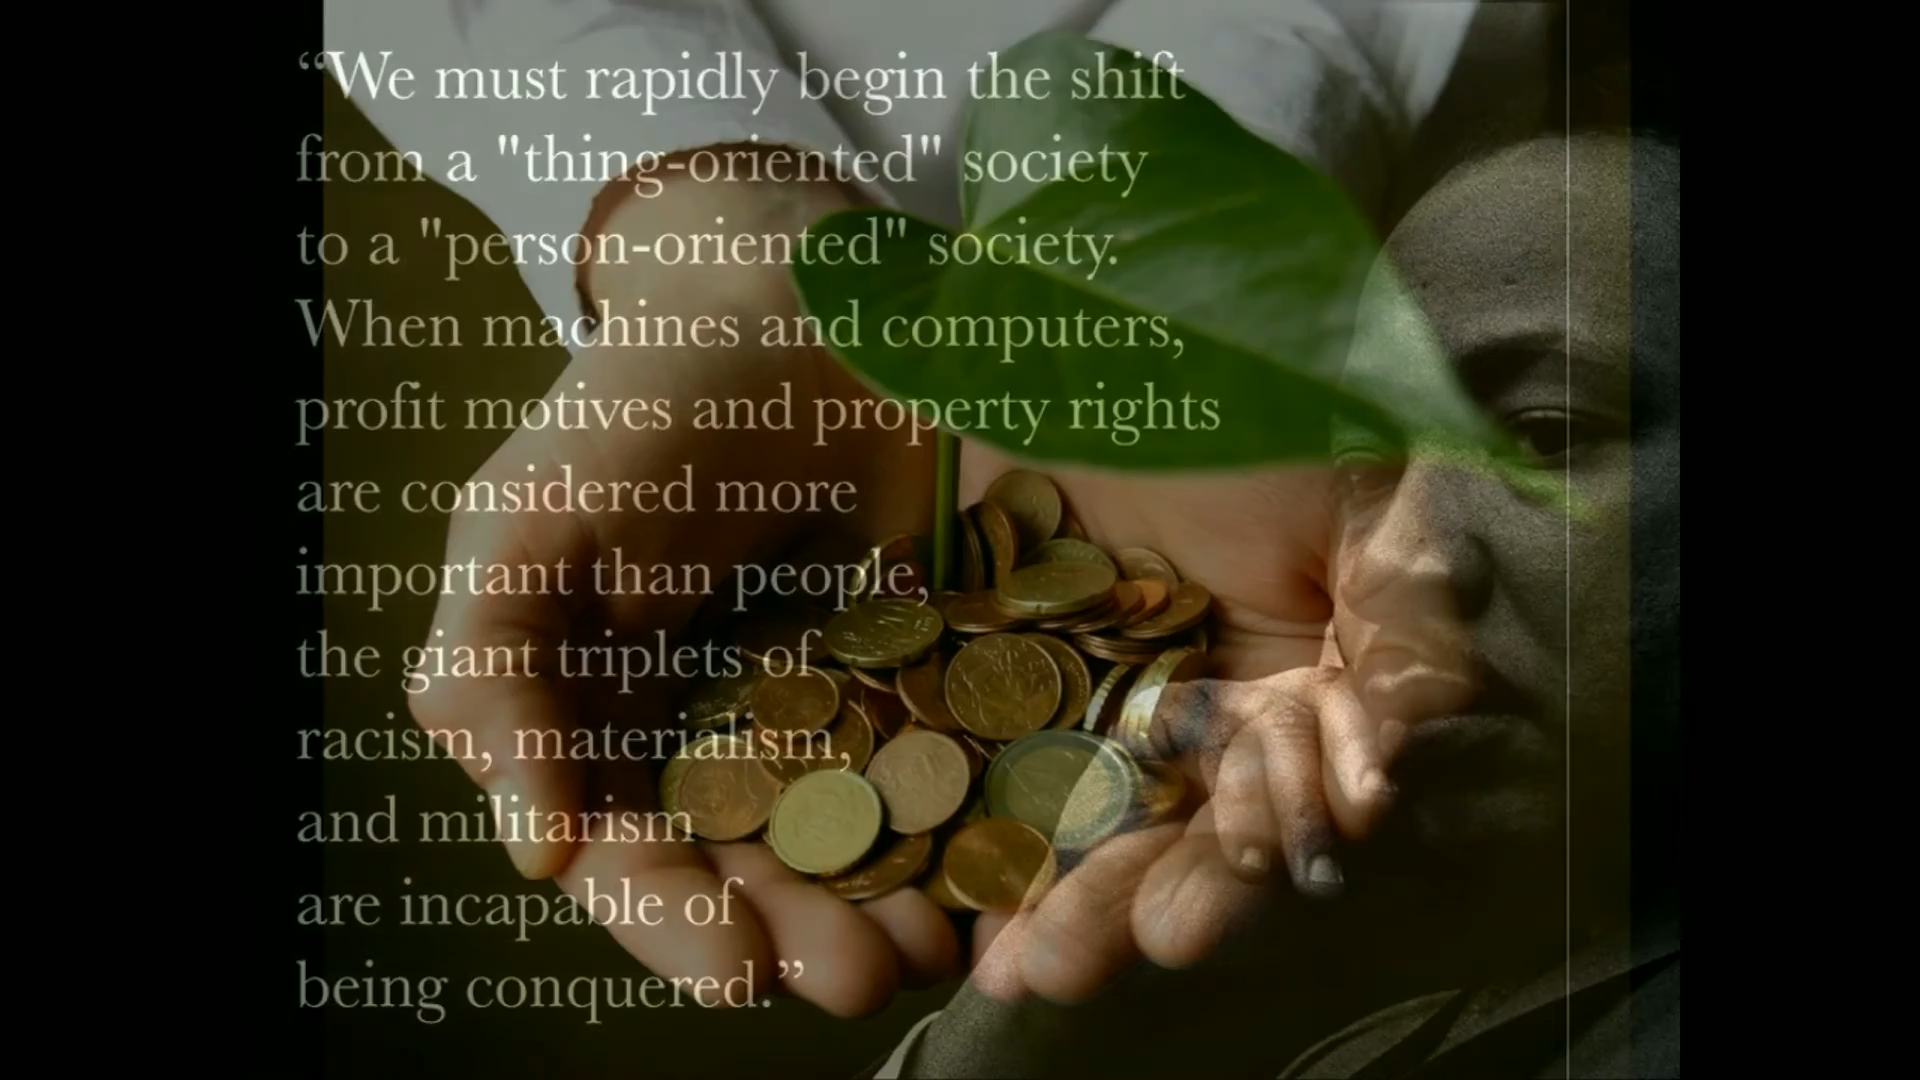 “We must rapidly begin the shift
from a "thing-oriented" society
to a "person-oriented" society.
When machines and computers,
profit motives and property rights
are considered more
important than people,
the giant triplets of
racism, materialism,
and militarism
are incapable of
being conquered.”